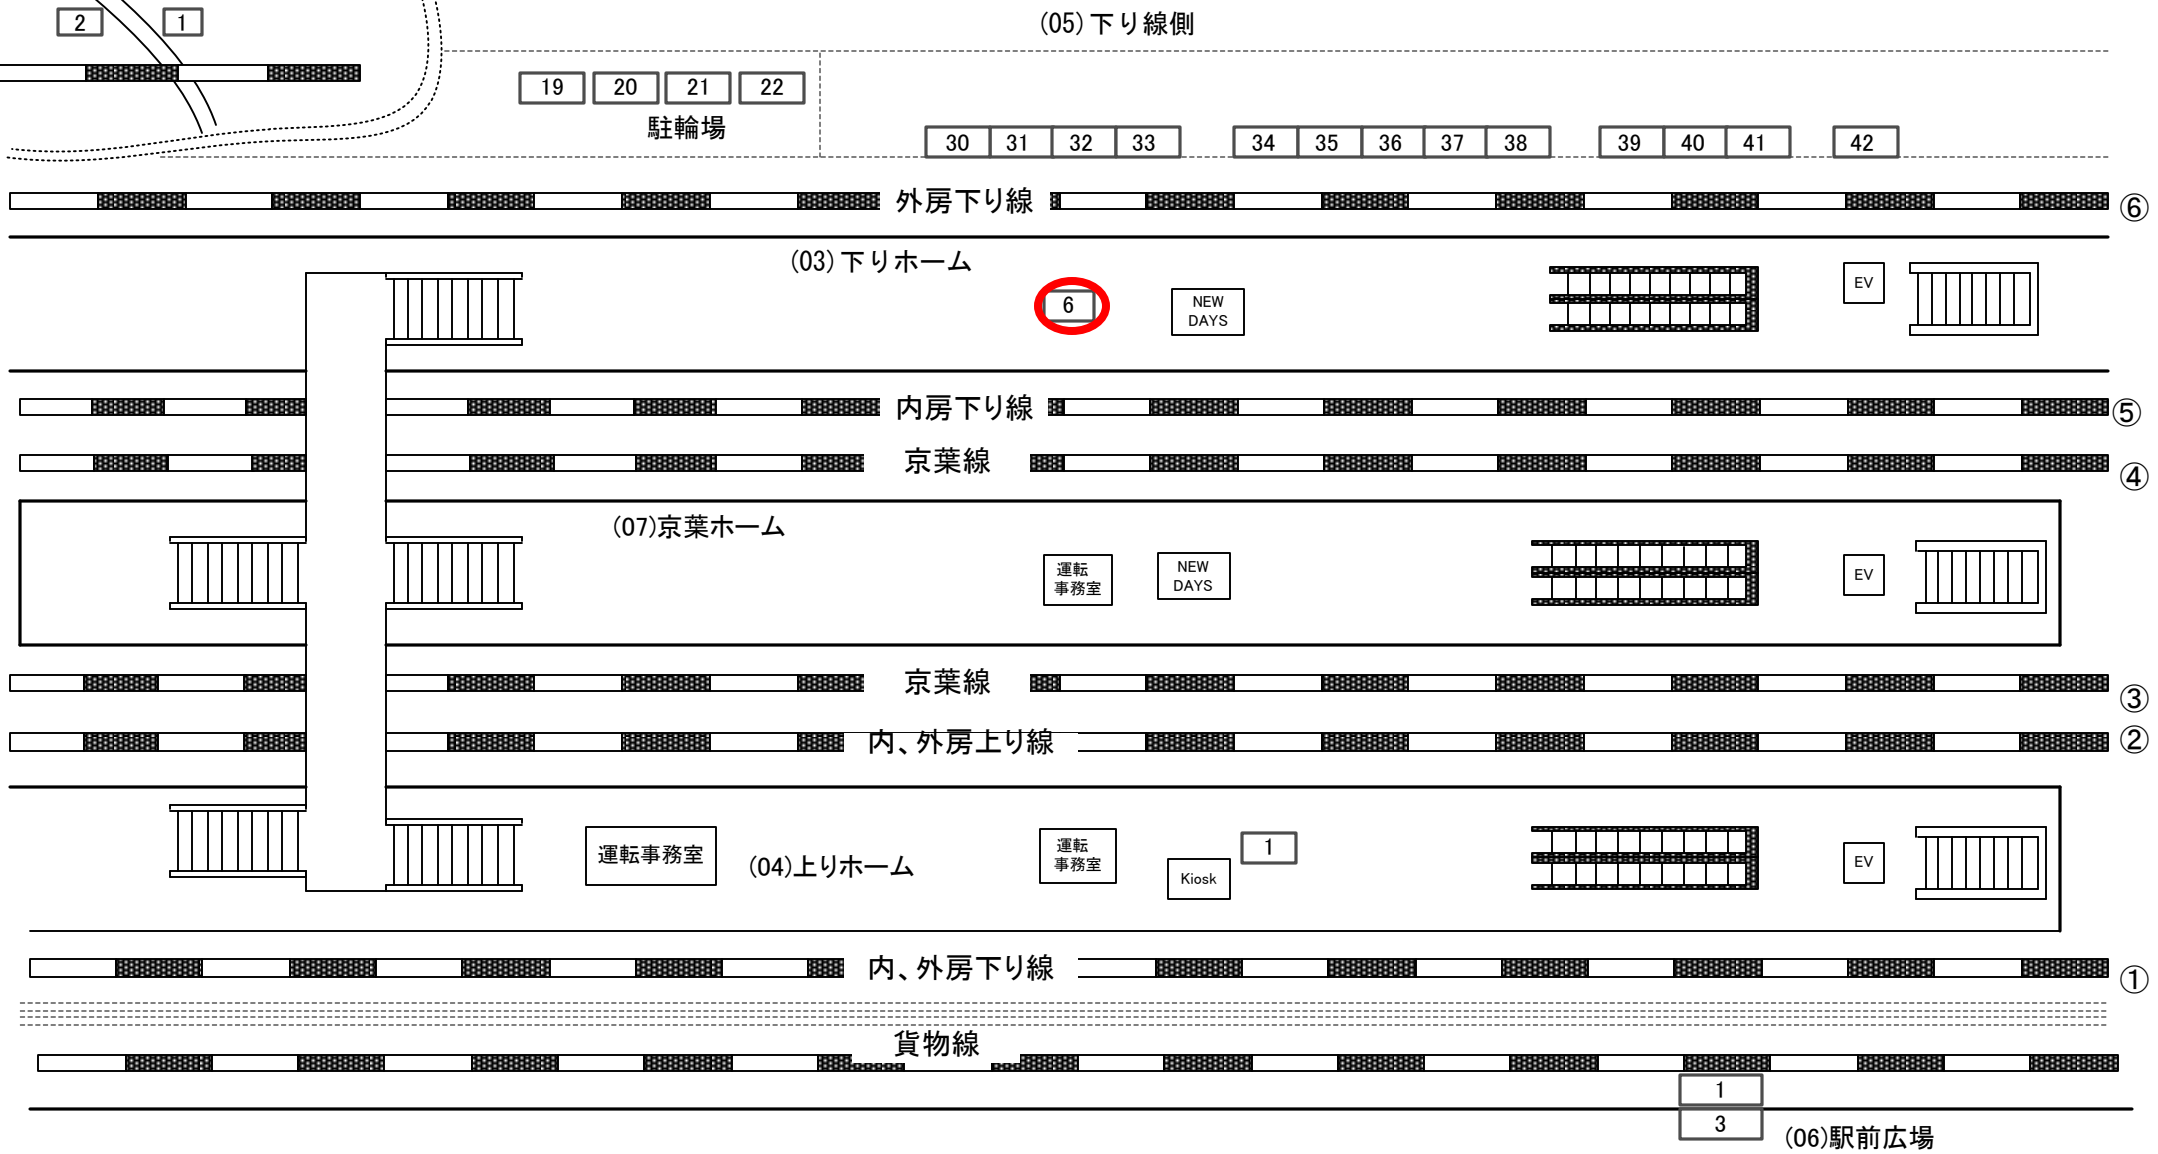 (05)下り線側
2
1
19
20
21
22
駐輪場
30
31
32
33
34
35
36
37
38
39
40
41
42
外房下り線
⑥
(03)下りホーム
6
NEW
DAYS
EV
内房下り線
⑤
京葉線
④
(07)京葉ホーム
運転
事務室
NEW
DAYS
EV
京葉線
③
内、外房上り線
②
運転事務室
(04)上りホーム
運転
事務室
Kiosk
1
EV
内、外房下り線
①
貨物線
1
3
(06)駅前広場